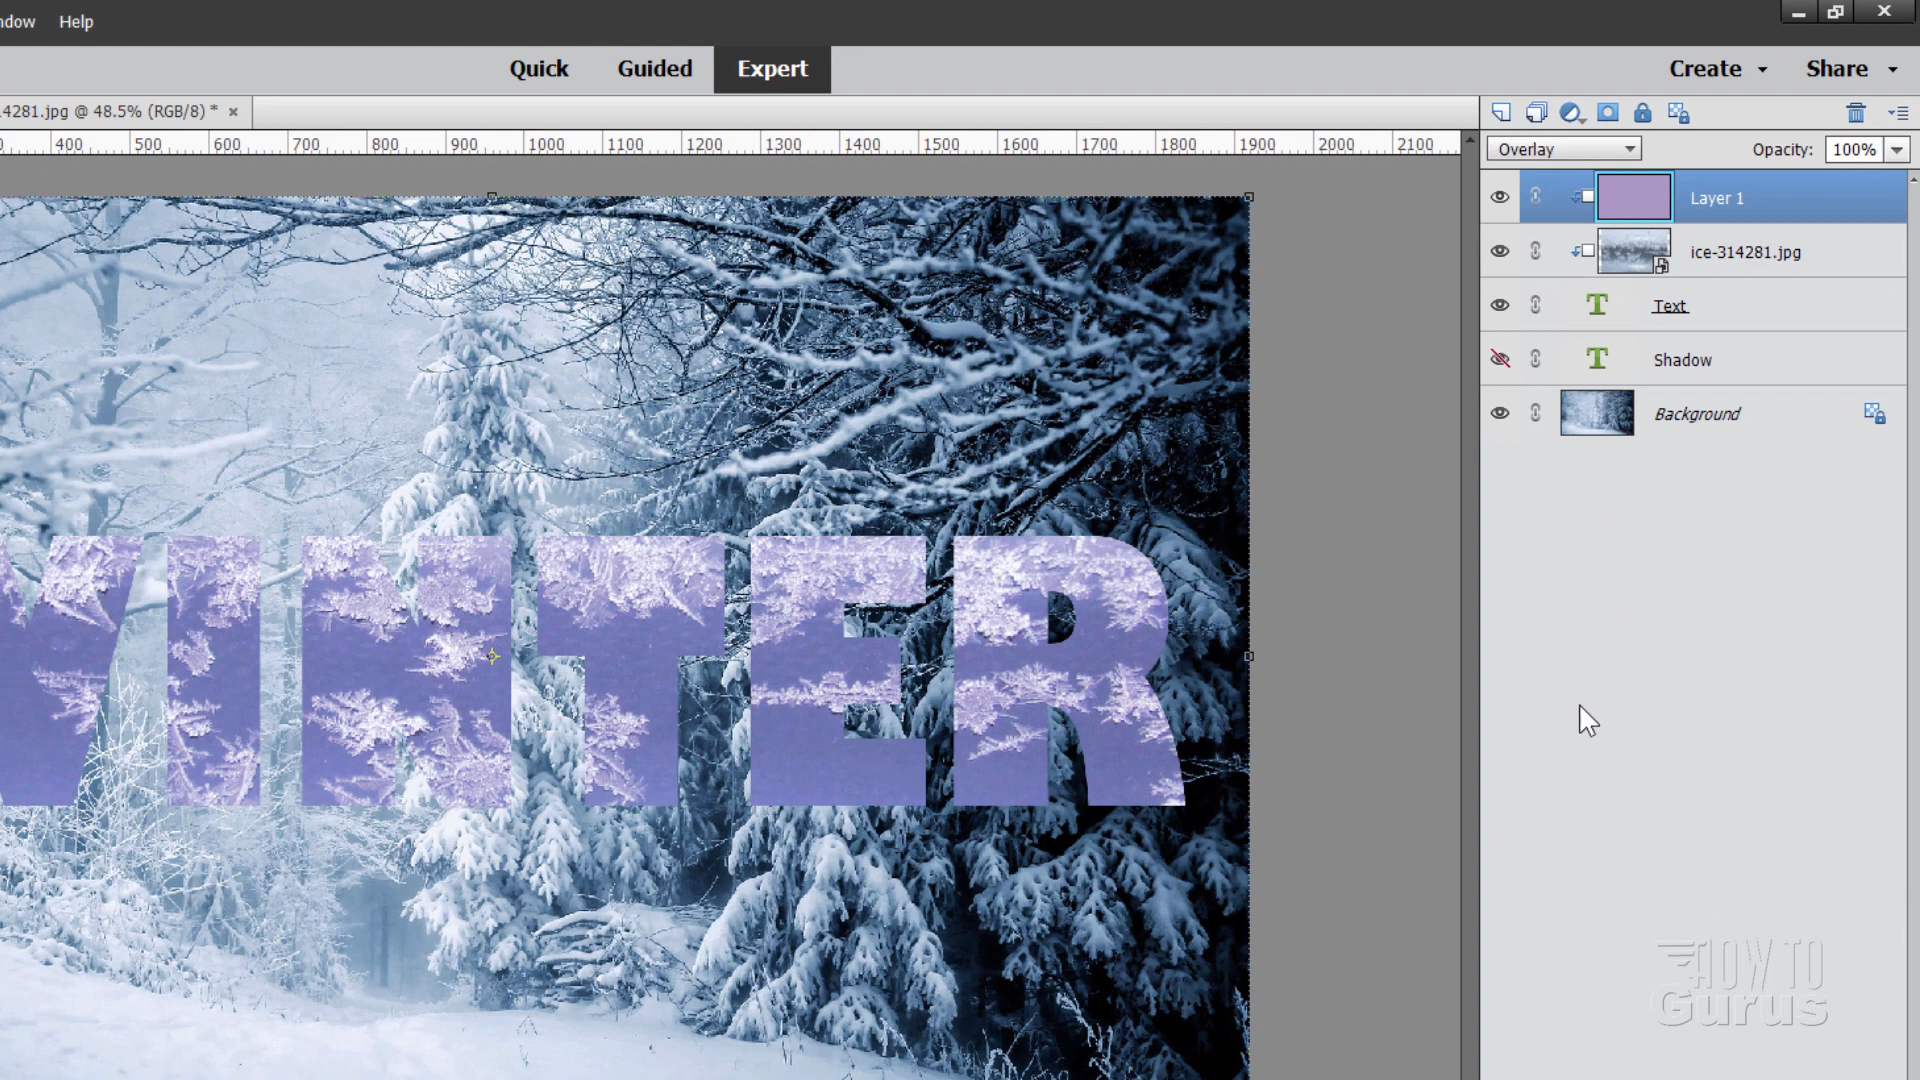 ndow Help
Quick Guided Expert Create Share
4281.jpg @ 48.5% (RGB/8) * ×
400 500 600 700 800 900 1000 1100 1200 1300 1400 1500 1600 1700 1800 1900 2000 2100
Overlay Opacity: 100%
Layer 1
ice-314281.jpg
T Text
T Shadow
Background
WINTER
HOW TO
Gurus